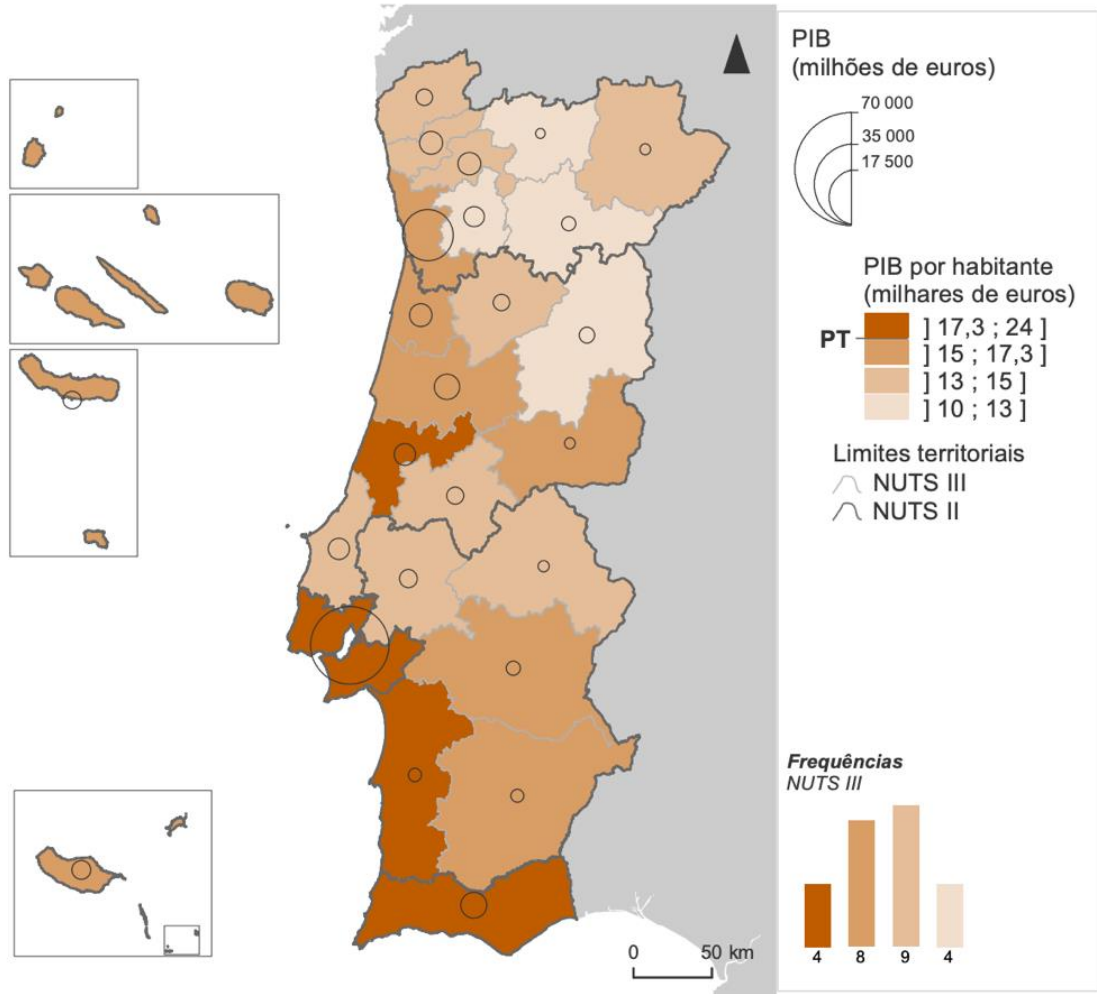 PIB
(milhões de euros)
70 000
35 000
17 500
PIB por habitante
(milhares de euros)
] 17,3 ; 24 ]
PT
] 15 ; 17,3 ]
] 13 ; 15 ]
] 10 ; 13 ]
Limites territoriais
NUTS III
NUTS II
Frequências
NUTS III
4 8 9 4
0 50 km